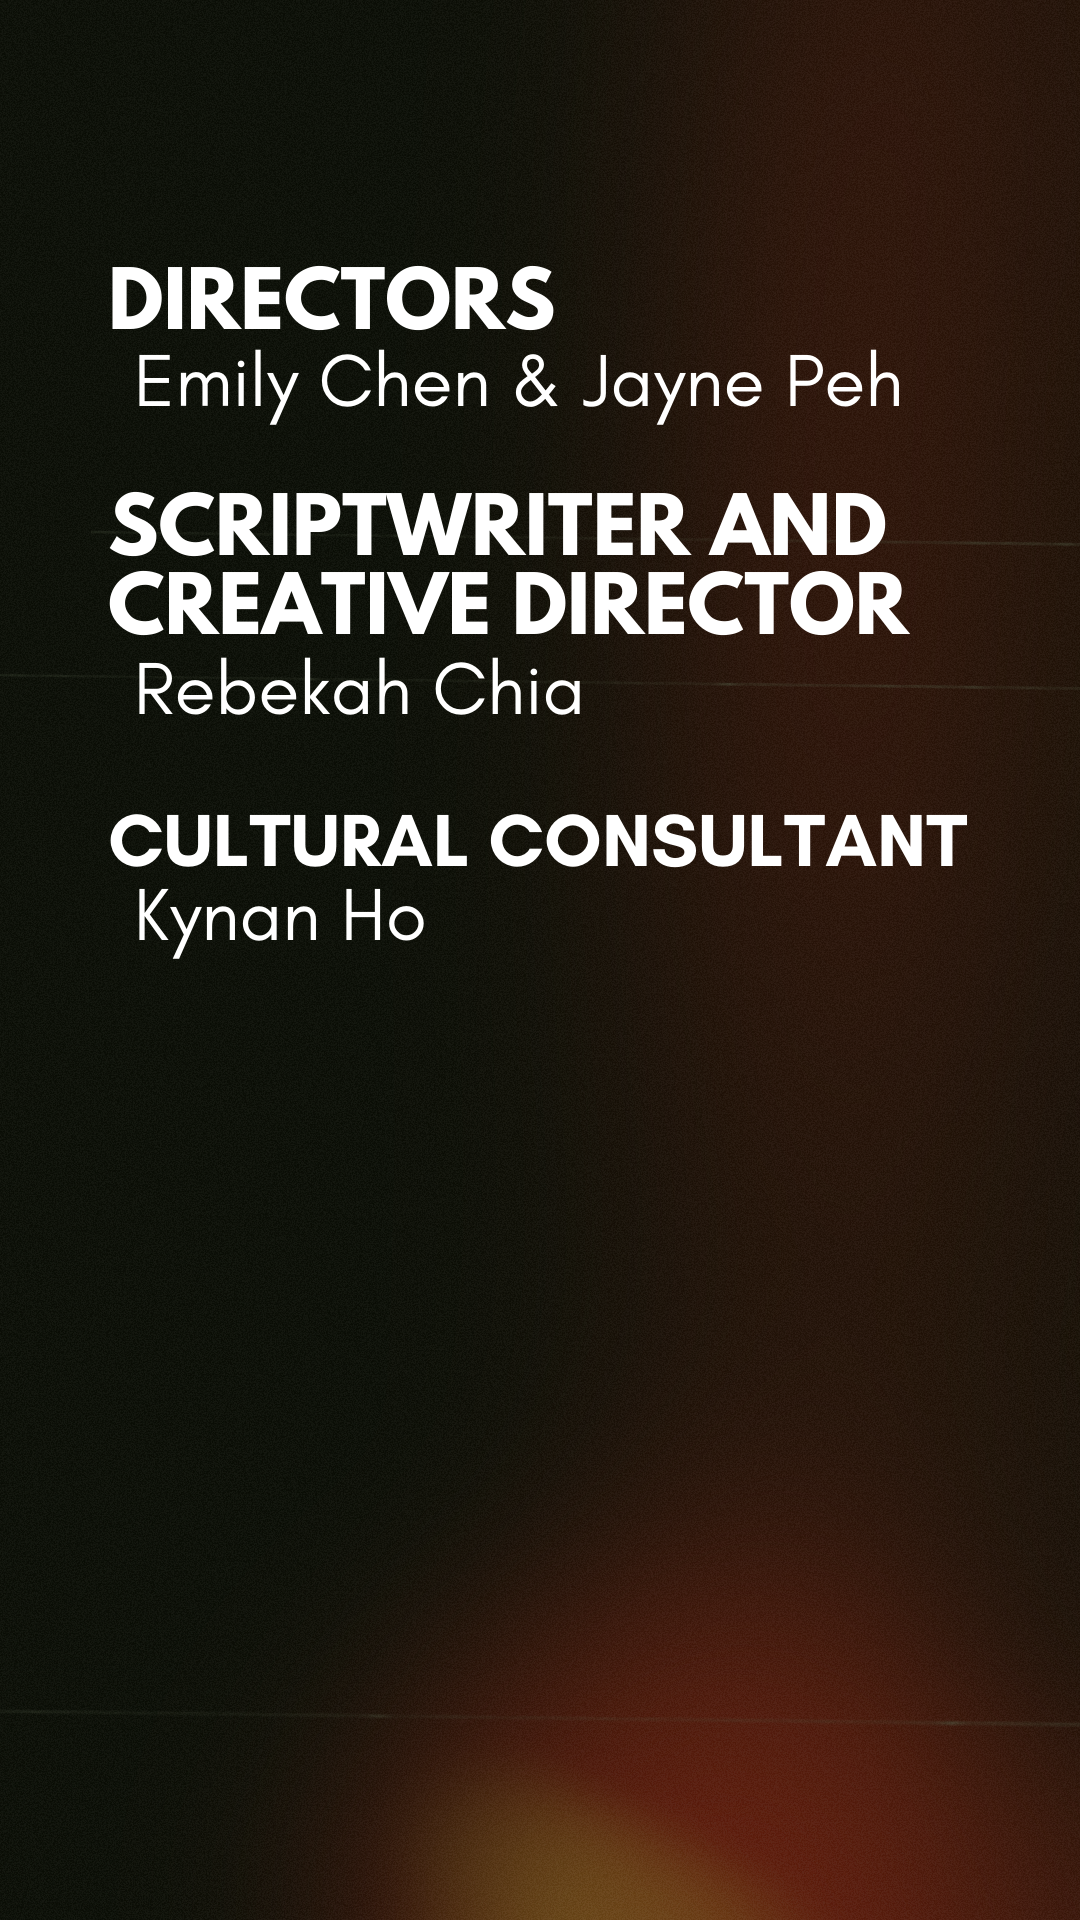 DIRECTORS
Emily Chen & Jayne Peh
SCRIPTWRITER AND
CREATIVE DIRECTOR
Rebekah Chia
CULTURAL CONSULTANT
Kynan Ho